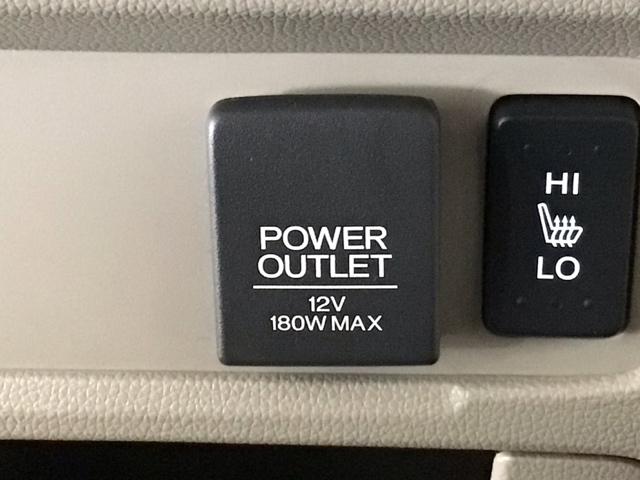 POWER
OUTLET
12V
180W MAX
HI
LO